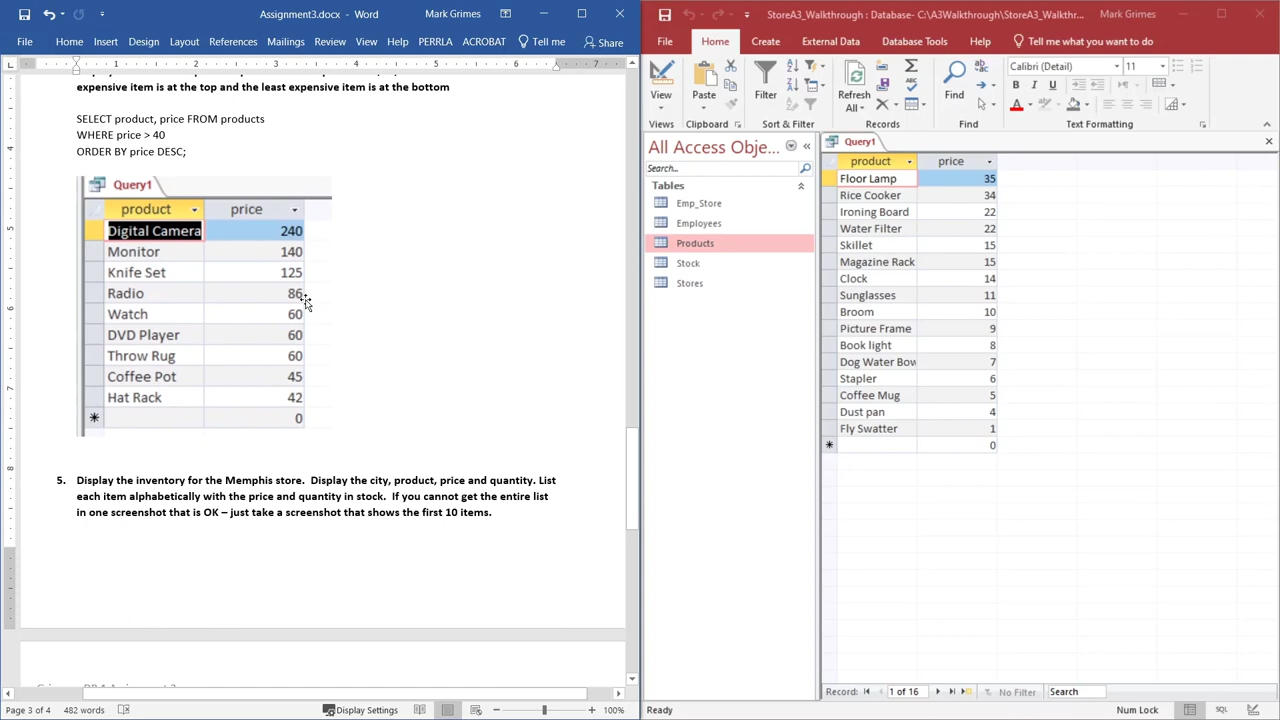 Assignment3.docx - Word
Mark Grimes
File Home Insert Design Layout References Mailings Review View Help PERRLA ACROBAT Tell me Share
1 2 3 4 5 6 7
expensive item is at the top and the least expensive item is at the bottom
SELECT product, price FROM products
WHERE price > 40
ORDER BY price DESC;
Query1
product price
Digital Camera 240
Monitor 140
Knife Set 125
Radio 86
Watch 60
DVD Player 60
Throw Rug 60
Coffee Pot 45
Hat Rack 42
0
5. Display the inventory for the Memphis store. Display the city, product, price and quantity. List
each item alphabetically with the price and quantity in stock. If you cannot get the entire list
in one screenshot that is OK – just take a screenshot that shows the first 10 items.
Page 3 of 4 482 words Display Settings 100%
StoreA3_Walkthrough : Database- C:\A3Walkthrough\StoreA3_Walkthr...
Mark Grimes
File Home Create External Data Database Tools Help Tell me what you want to do
View Paste Filter Refresh All Find
Calibri (Detail) 11
B I U
Views Clipboard Sort & Filter Records Find Text Formatting
All Access Obje...
Search...
Tables
Emp_Store
Employees
Products
Stock
Stores
Query1
product price
Floor Lamp 35
Rice Cooker 34
Ironing Board 22
Water Filter 22
Skillet 15
Magazine Rack 15
Clock 14
Sunglasses 11
Broom 10
Picture Frame 9
Book light 8
Dog Water Bow 7
Stapler 6
Coffee Mug 5
Dust pan 4
Fly Swatter 1
0
Record: 1 of 16 No Filter Search
Ready Num Lock SQL